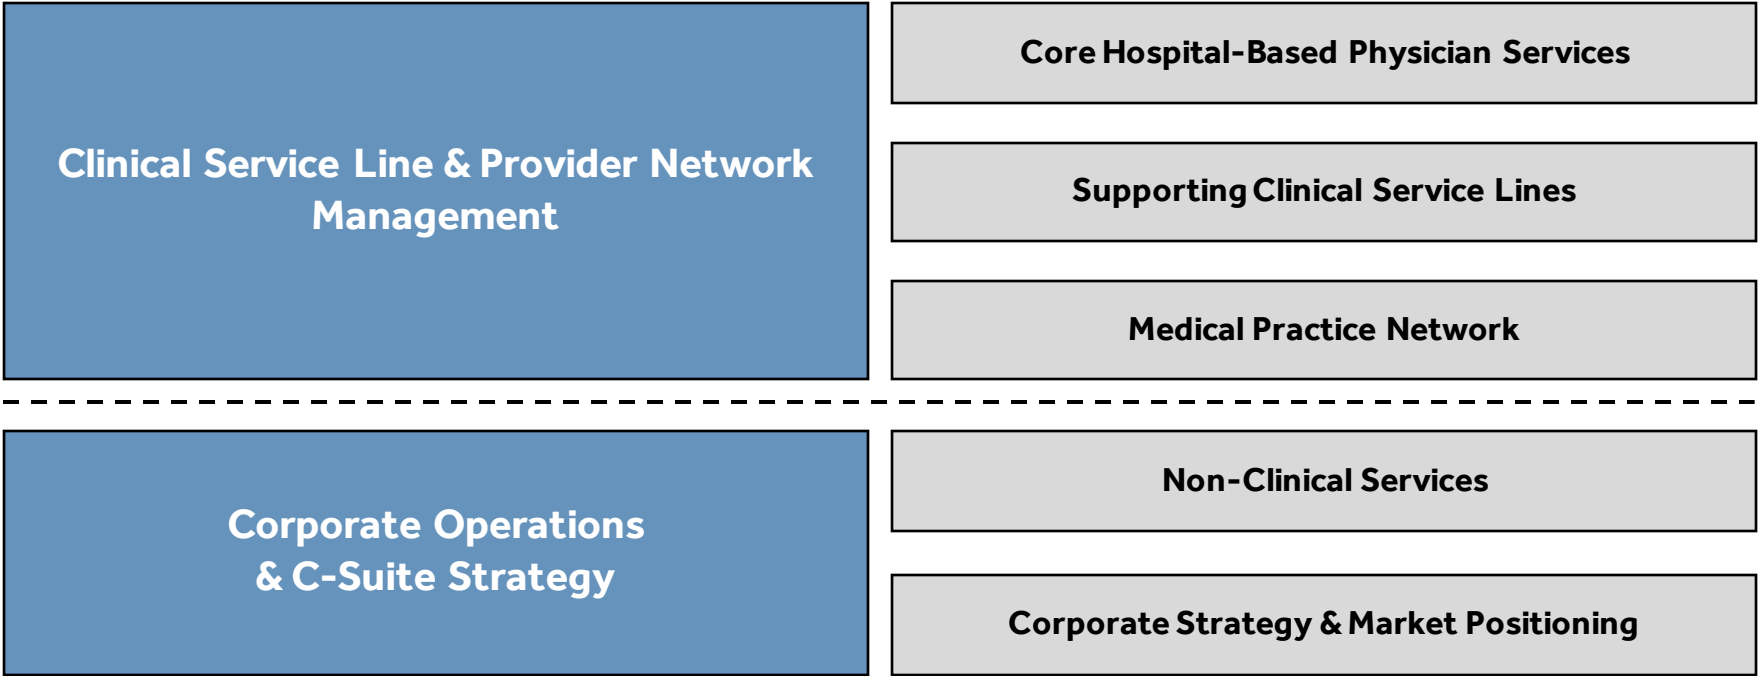 Clinical Service Line & Provider Network
Management
Core Hospital-Based Physician Services
Supporting Clinical Service Lines
Medical Practice Network
Corporate Operations
& C-Suite Strategy
Non-Clinical Services
Corporate Strategy & Market Positioning